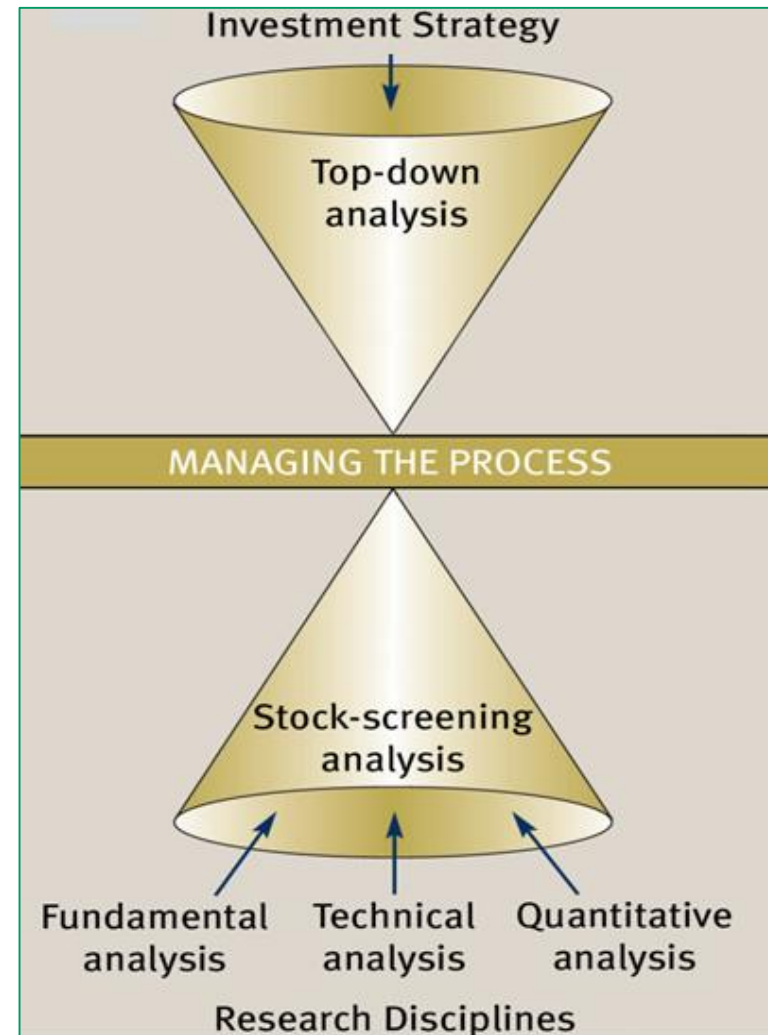 Investment Strategy
Top-down
analysis
MANAGING THE PROCESS
Stock-screening
analysis
Fundamental analysis
Technical analysis
Quantitative analysis
Research Disciplines